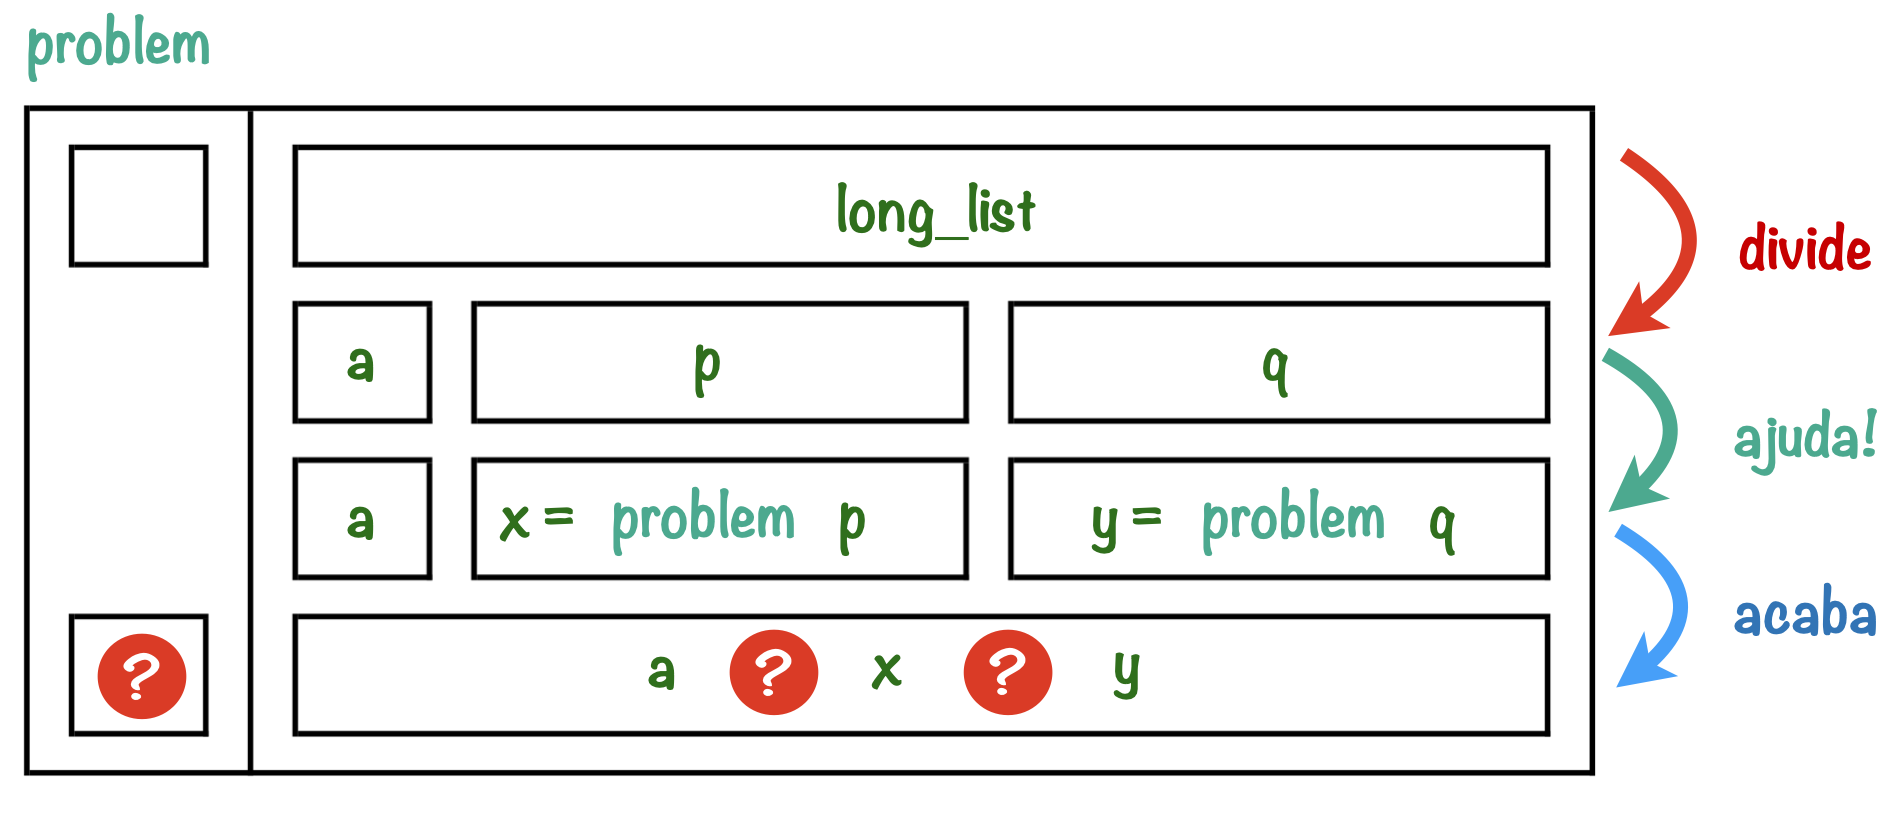 problem
long_list
divide
a p q
ajuda!
a x = problem p y = problem q
acaba
? a ? x ? y